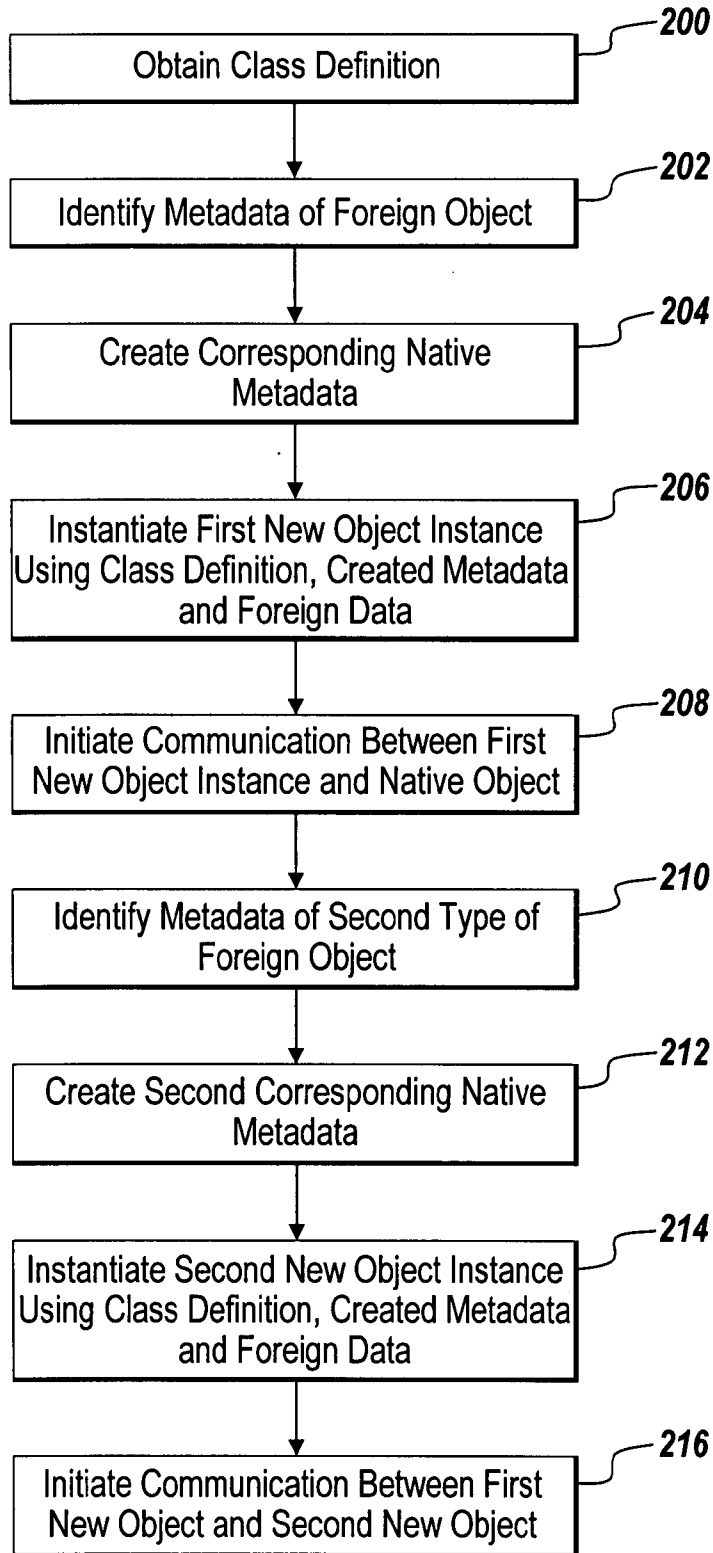 200
Obtain Class Definition
202
Identify Metadata of Foreign Object
204
Create Corresponding Native
Metadata
206
Instantiate First New Object Instance
Using Class Definition, Created Metadata
and Foreign Data
208
Initiate Communication Between First
New Object Instance and Native Object
210
Identify Metadata of Second Type of
Foreign Object
212
Create Second Corresponding Native
Metadata
214
Instantiate Second New Object Instance
Using Class Definition, Created Metadata
and Foreign Data
216
Initiate Communication Between First
New Object and Second New Object